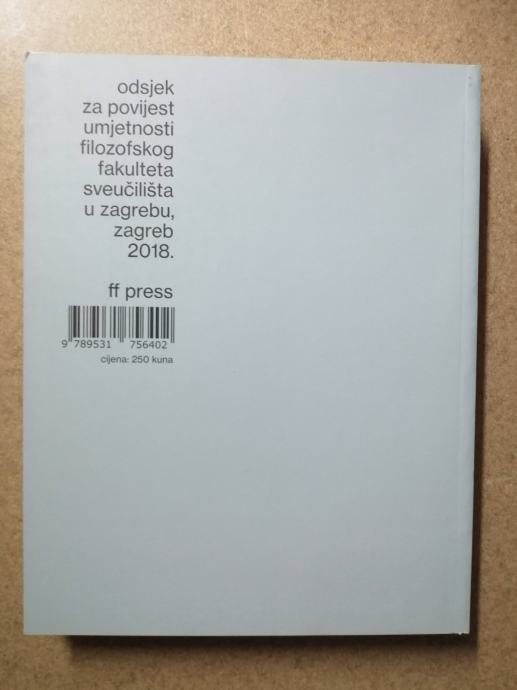 odsjek
za povijest
umjetnosti
filozofskog
fakulteta
sveučilišta
u zagrebu,
zagreb
2018.
ff press
9 789531 756402
cijena: 250 kuna